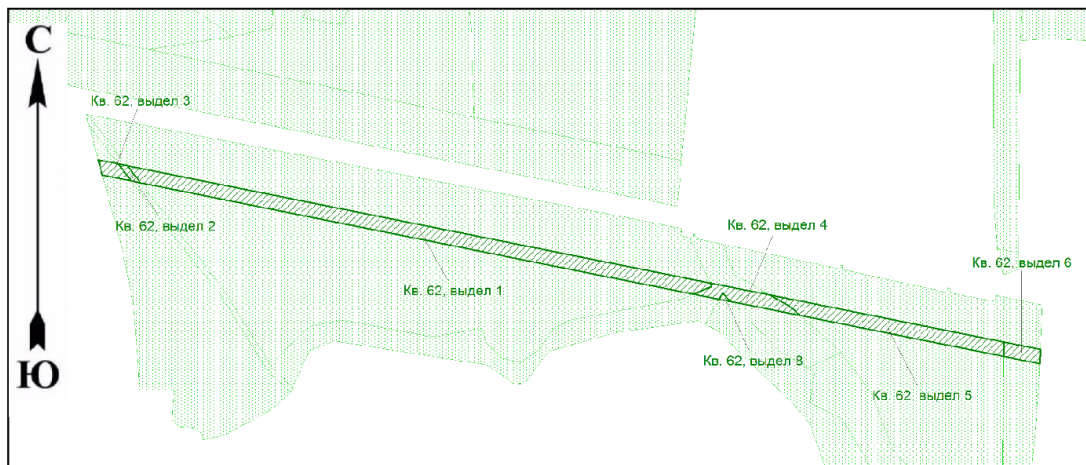 С
Кв. 62, выдел 3
Кв. 62, выдел 2
Кв. 62, выдел 4
Кв. 62, выдел 6
Кв. 62, выдел 1
Кв. 62, выдел 8
Ю
Кв. 62, выдел 5